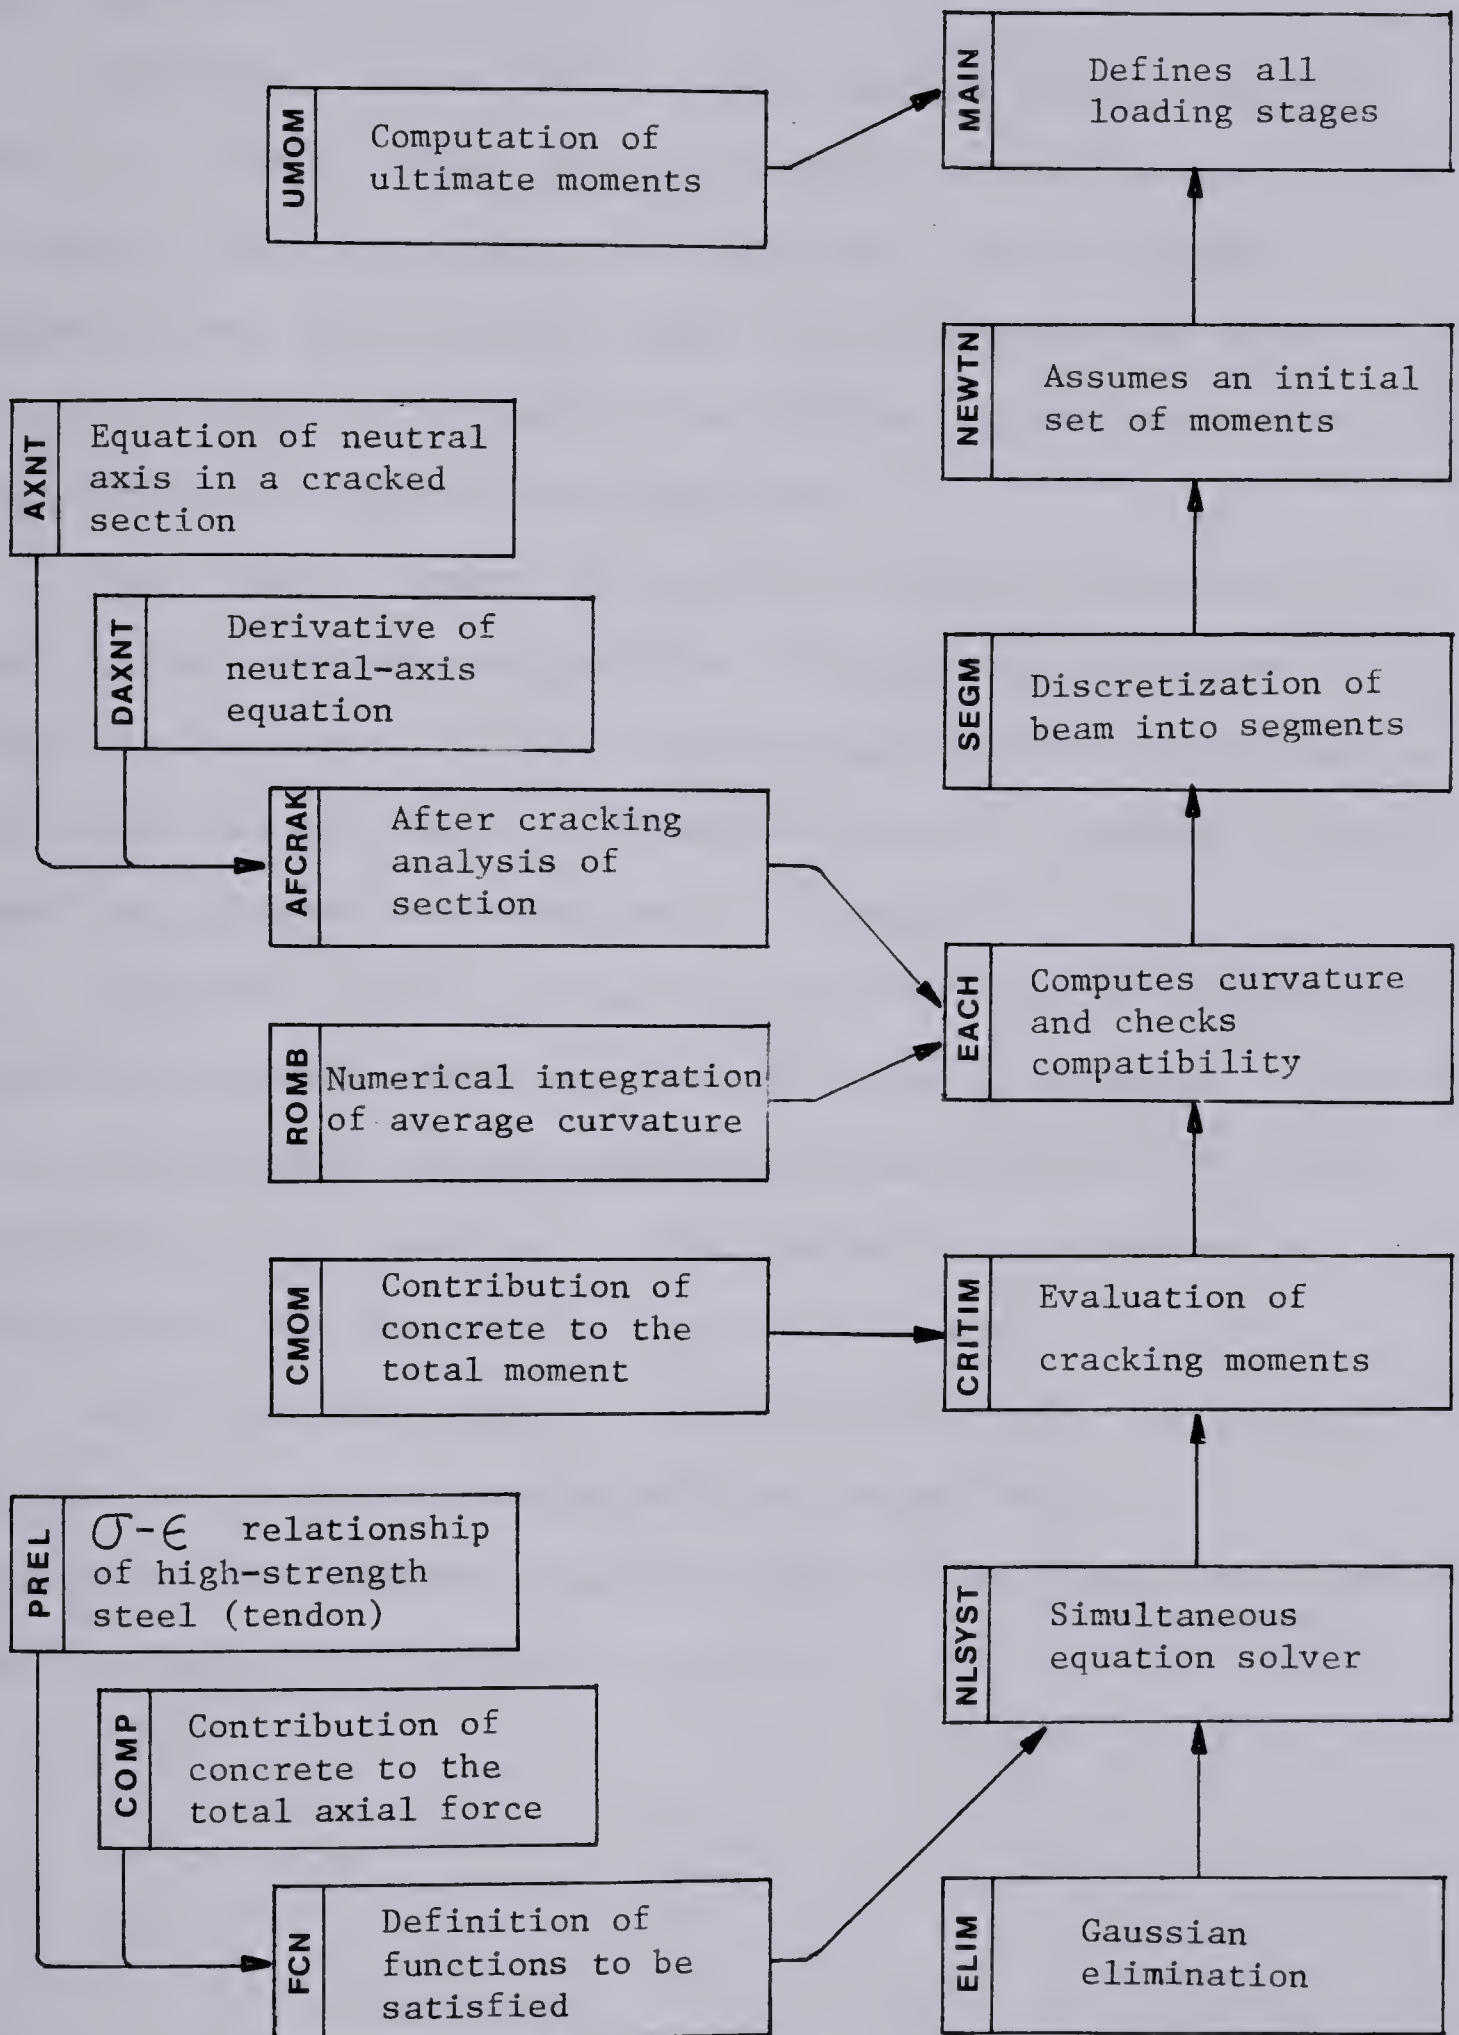 MAIN
Defines all
loading stages
UMOM
Computation of
ultimate moments
NEWTN
Assumes an initial
set of moments
AXNT
Equation of neutral
axis in a cracked
section
DAXNT
Derivative of
neutral-axis
equation
SEGM
Discretization of
beam into segments
AFCRAK
After cracking
analysis of
section
EACH
Computes curvature
and checks
compatibility
ROMB
Numerical integration
of average curvature
CMOM
Contribution of
concrete to the
total moment
CRITIM
Evaluation of
cracking moments
PREL
σ-ϵ relationship
of high-strength
steel (tendon)
NLSYST
Simultaneous
equation solver
COMP
Contribution of
concrete to the
total axial force
FCN
Definition of
functions to be
satisfied
ELIM
Gaussian
elimination